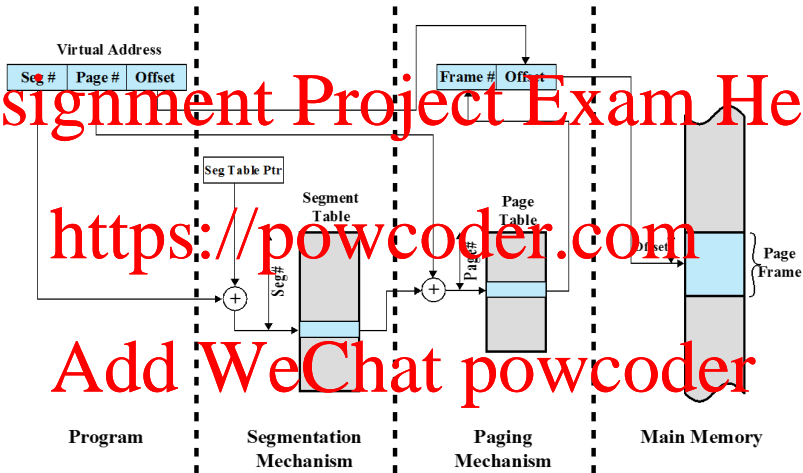 Virtual Address
Seg # Page # Offset
Frame # Offset
signment Project Exam He
Seg Table Ptr
Segment
Table
Page
Table
https://powcoder.com
Seg#
Page#
Offset
Page
Frame
+
+
Add WeChat powcoder
Program
Segmentation
Mechanism
Paging
Mechanism
Main Memory